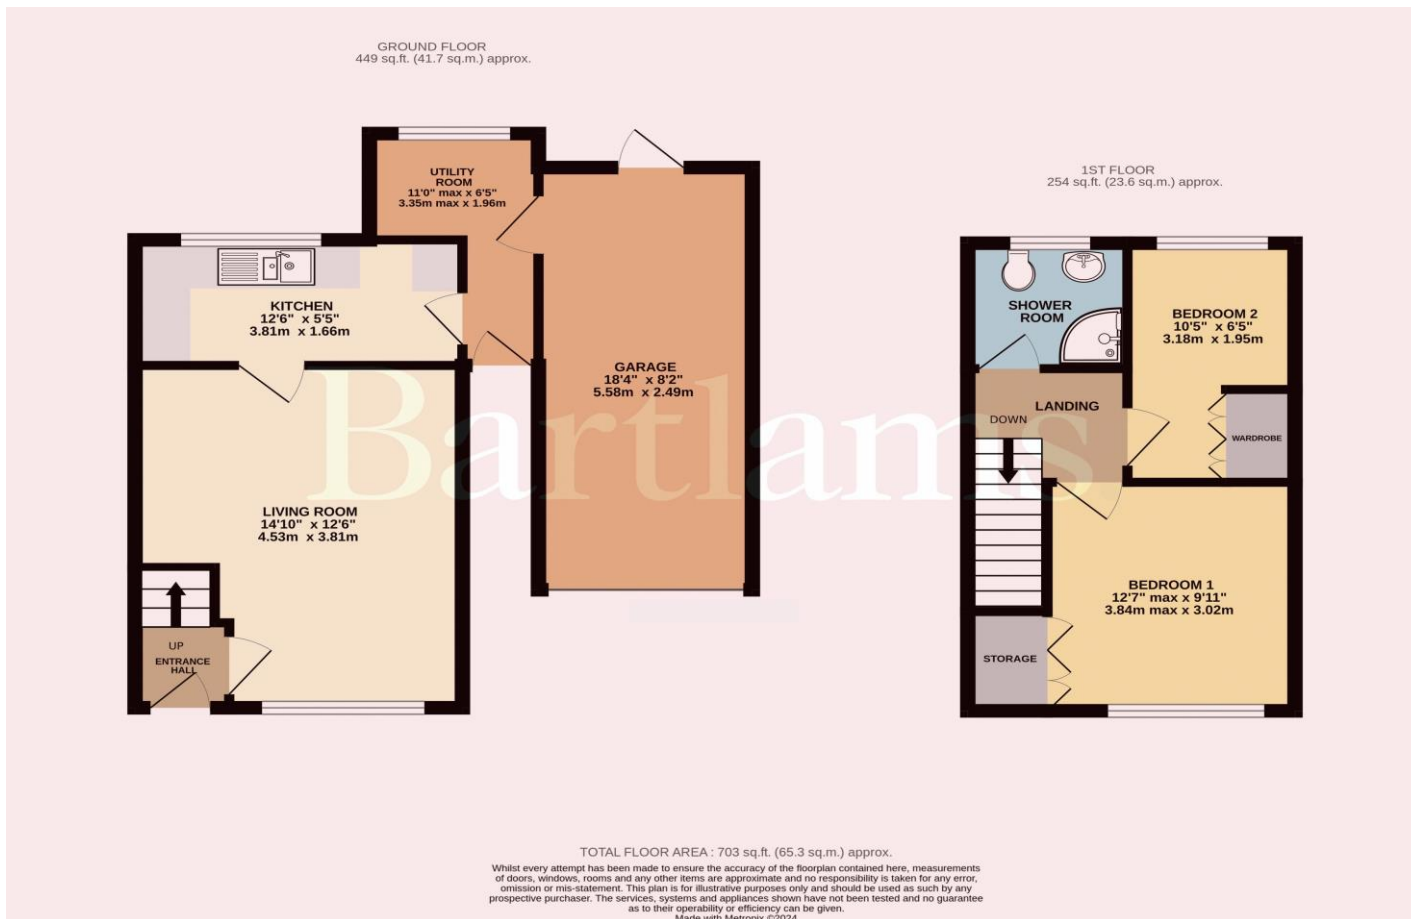 GROUND FLOOR
449 sq.ft. (41.7 sq.m.) approx.
UTILITY
ROOM
11'0" max x 6'5"
3.35m max x 1.96m
KITCHEN
12'6" x 5'5"
3.81m x 1.66m
GARAGE
18'4" x 8'2"
5.58m x 2.49m
LIVING ROOM
14'10" x 12'6"
4.53m x 3.81m
UP
ENTRANCE
HALL
1ST FLOOR
254 sq.ft. (23.6 sq.m.) approx.
SHOWER
ROOM
BEDROOM 2
10'5" x 6'5"
3.18m x 1.95m
LANDING
DOWN
WARDROBE
BEDROOM 1
12'7" max x 9'11"
3.84m max x 3.02m
STORAGE
Bartlams
TOTAL FLOOR AREA : 703 sq.ft. (65.3 sq.m.) approx.
Whilst every attempt has been made to ensure the accuracy of the floorplan contained here, measurements
of doors, windows, rooms and any other items are approximate and no responsibility is taken for any error,
omission or mis-statement. This plan is for illustrative purposes only and should be used as such by any
prospective purchaser. The services, systems and appliances shown have not been tested and no guarantee
as to their operability or efficiency can be given.
Made with Metropix ©2024